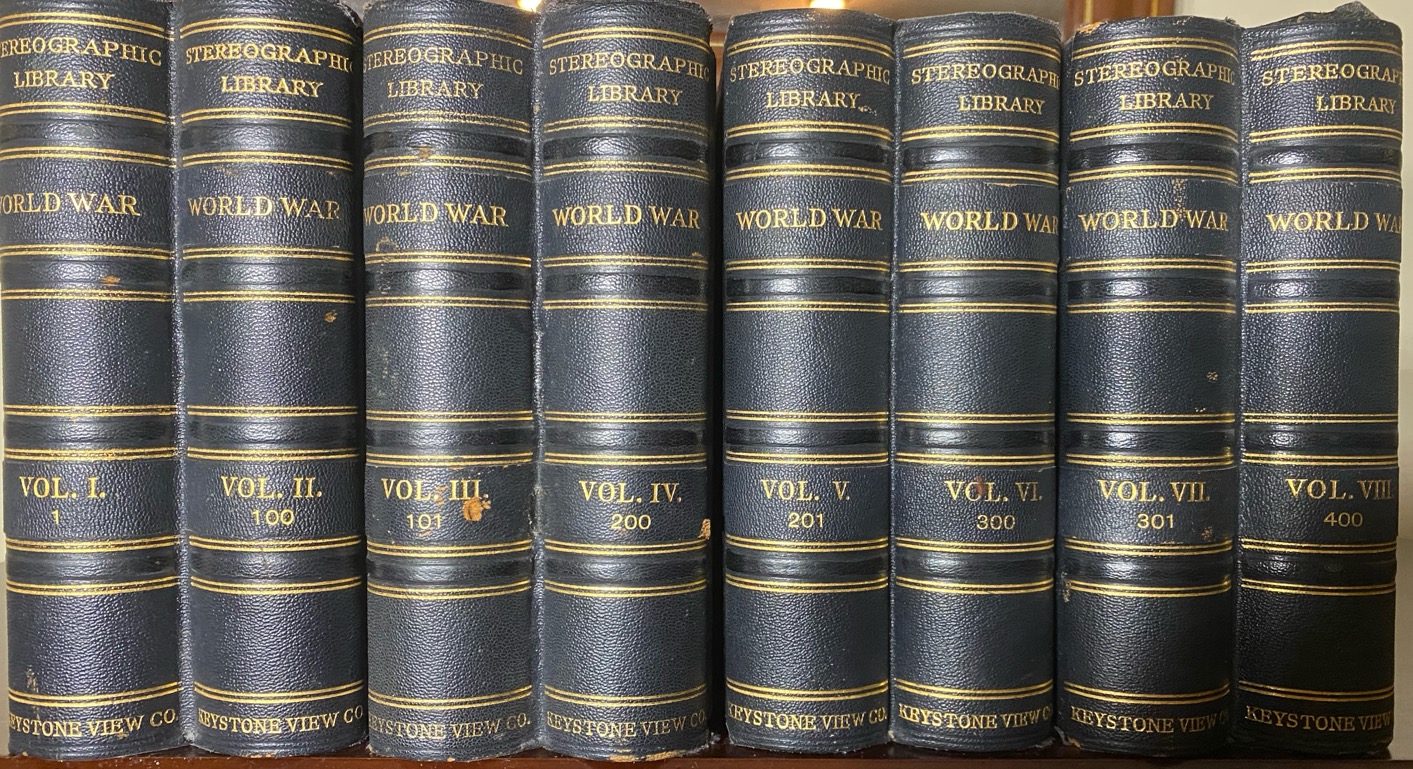 STEREOGRAPHIC
LIBRARY
WORLD WAR
VOL. I.
1
KEYSTONE VIEW CO.
STEREOGRAPHIC
LIBRARY
WORLD WAR
VOL. II.
100
KEYSTONE VIEW CO.
STEREOGRAPHIC
LIBRARY
WORLD WAR
VOL. III.
101
KEYSTONE VIEW CO.
STEREOGRAPHIC
LIBRARY
WORLD WAR
VOL. IV.
200
KEYSTONE VIEW CO.
STEREOGRAPHIC
LIBRARY
WORLD WAR
VOL. V.
201
KEYSTONE VIEW CO.
STEREOGRAPHIC
LIBRARY
WORLD WAR
VOL. VI.
300
KEYSTONE VIEW CO.
STEREOGRAPHIC
LIBRARY
WORLD WAR
VOL. VII.
301
KEYSTONE VIEW CO.
STEREOGRAPHIC
LIBRARY
WORLD WAR
VOL. VIII.
400
KEYSTONE VIEW